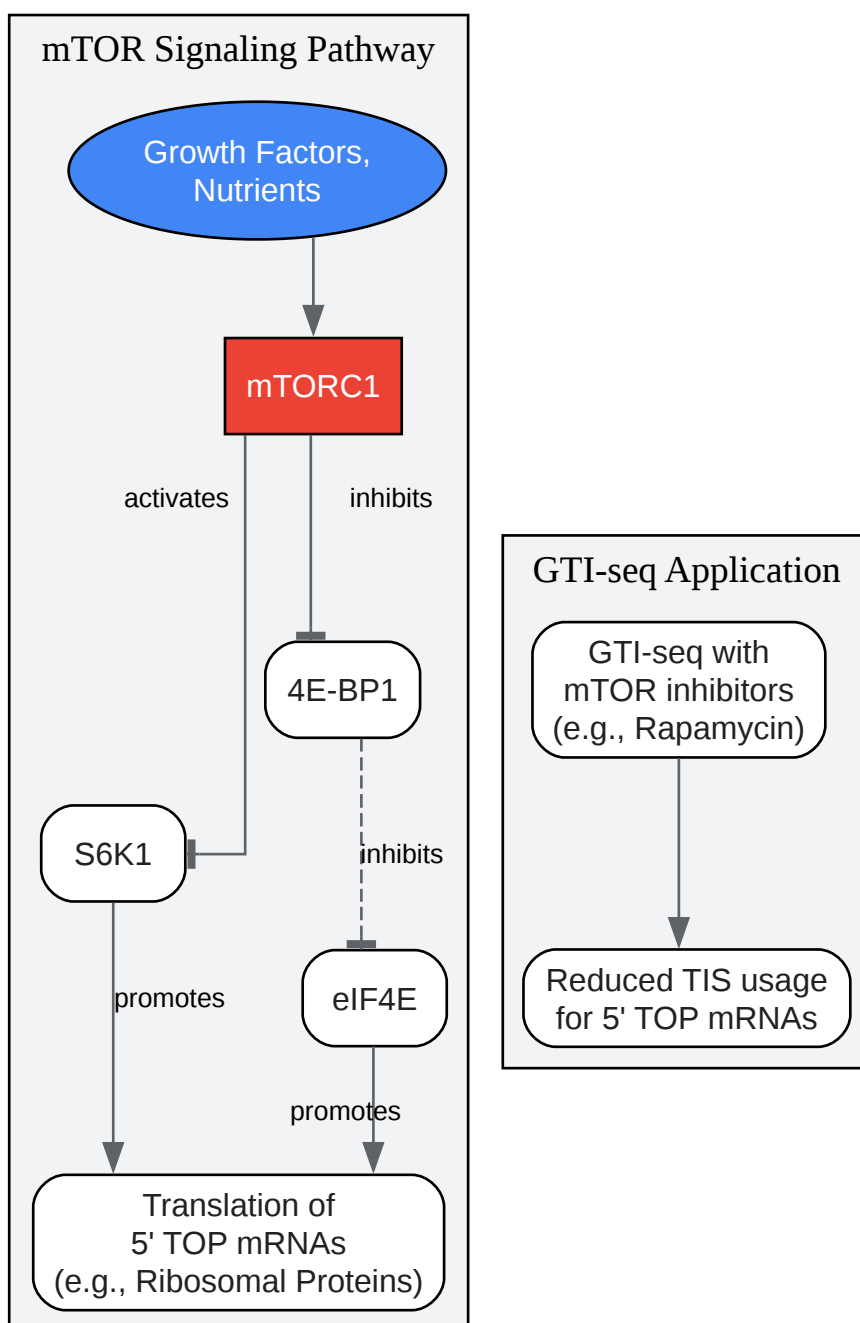 mTOR Signaling Pathway
Growth Factors,
Nutrients
mTORC1
activates
inhibits
4E-BP1
S6K1
inhibits
promotes
eIF4E
promotes
Translation of
5' TOP mRNAs
(e.g., Ribosomal Proteins)
GTI-seq Application
GTI-seq with
mTOR inhibitors
(e.g., Rapamycin)
Reduced TIS usage
for 5' TOP mRNAs